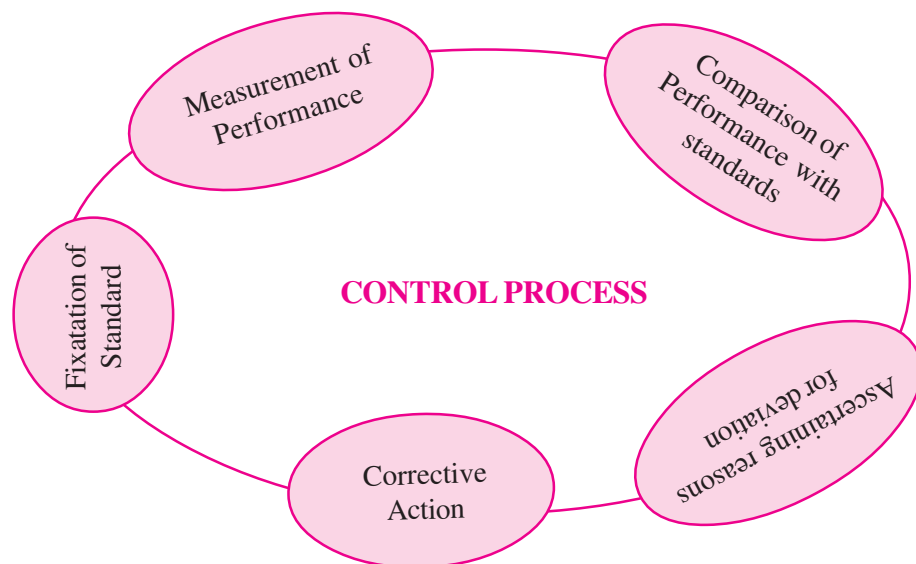 Measurement of
Performance
Comparison of
Performance with
standards
Fixatation of
Standard
CONTROL PROCESS
Ascertaining reasons
for deviation
Corrective
Action